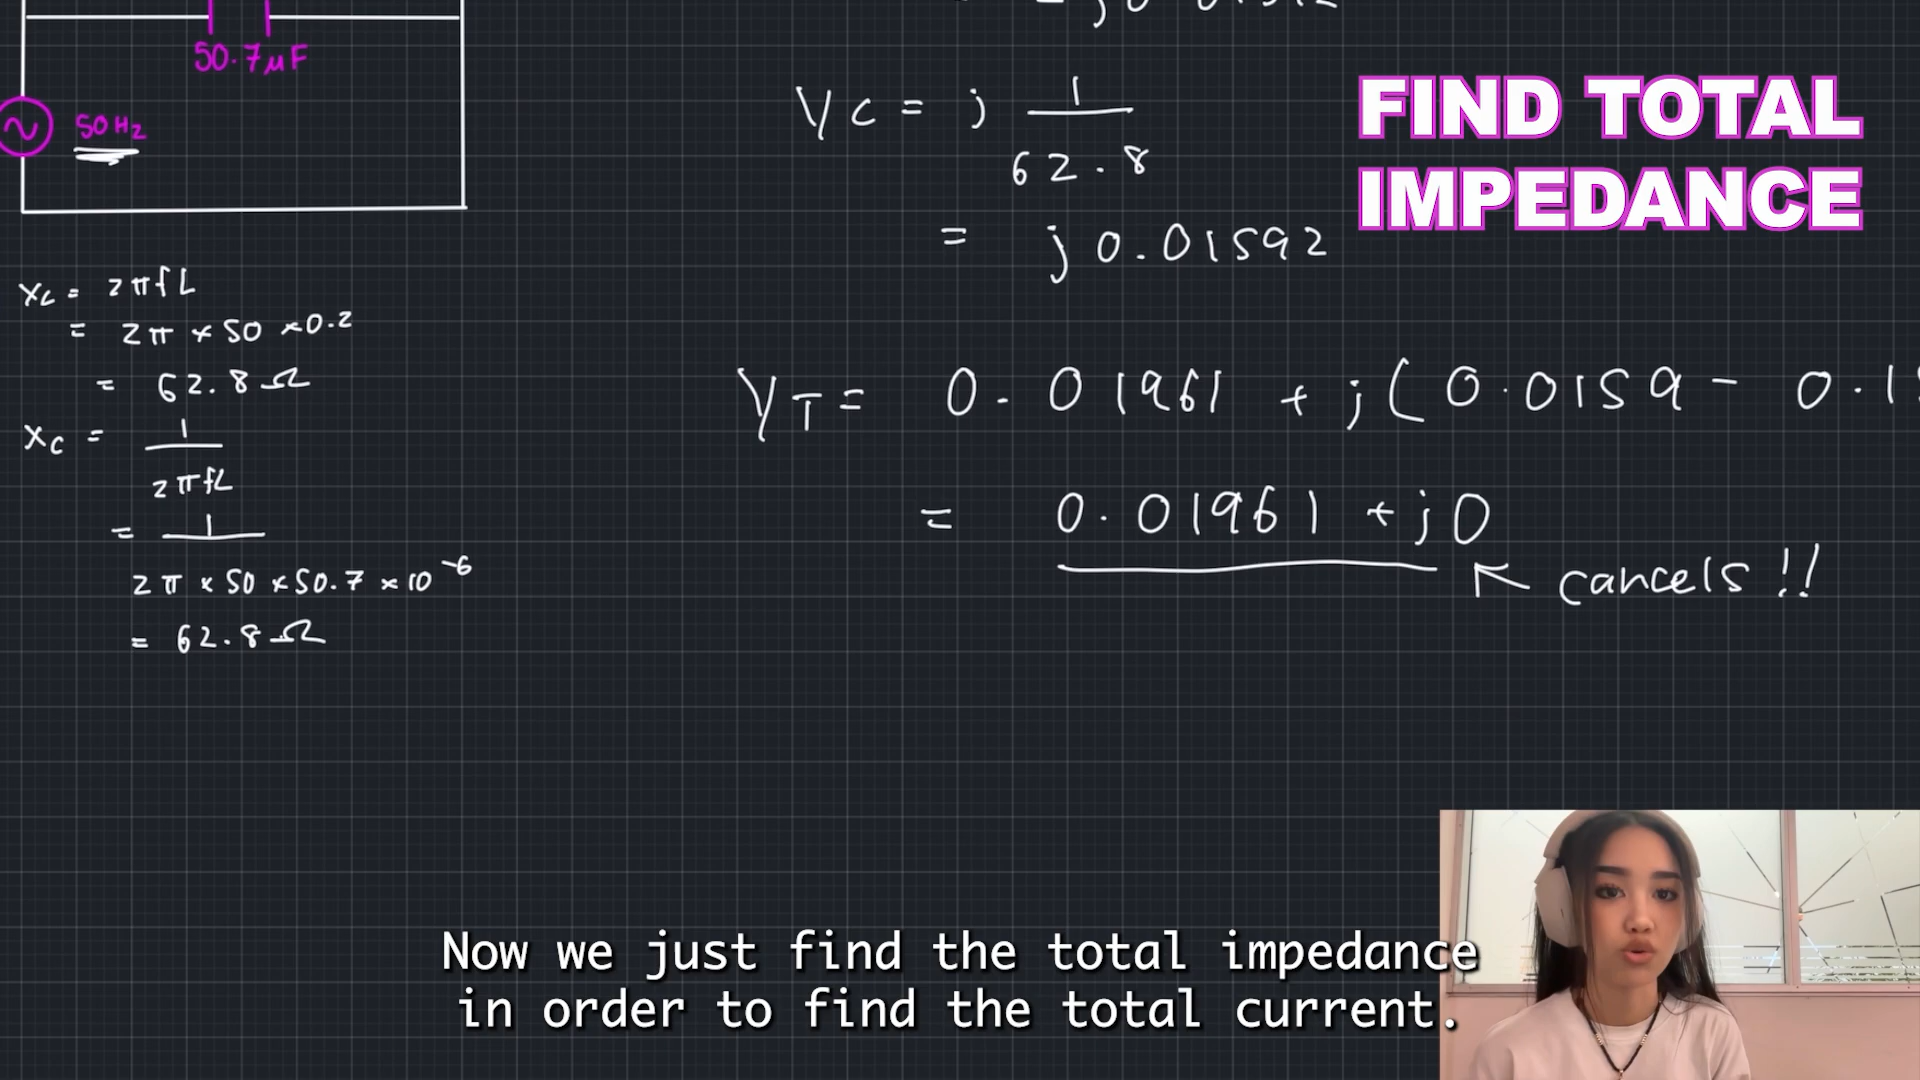 50.7μF
50Hz
XL = 2πfL
= 2π × 50 × 0.2
= 62.8Ω
XC = 1
2πfL
= 1
2π × 50 × 50.7 × 10⁻⁶
= 62.8Ω
YC = j 1
62.8
= j0.01592
YT = 0.01961 + j(0.0159 -
= 0.01961 + j0
cancels!!
FIND TOTAL
IMPEDANCE
Now we just find the total impedance
in order to find the total current.